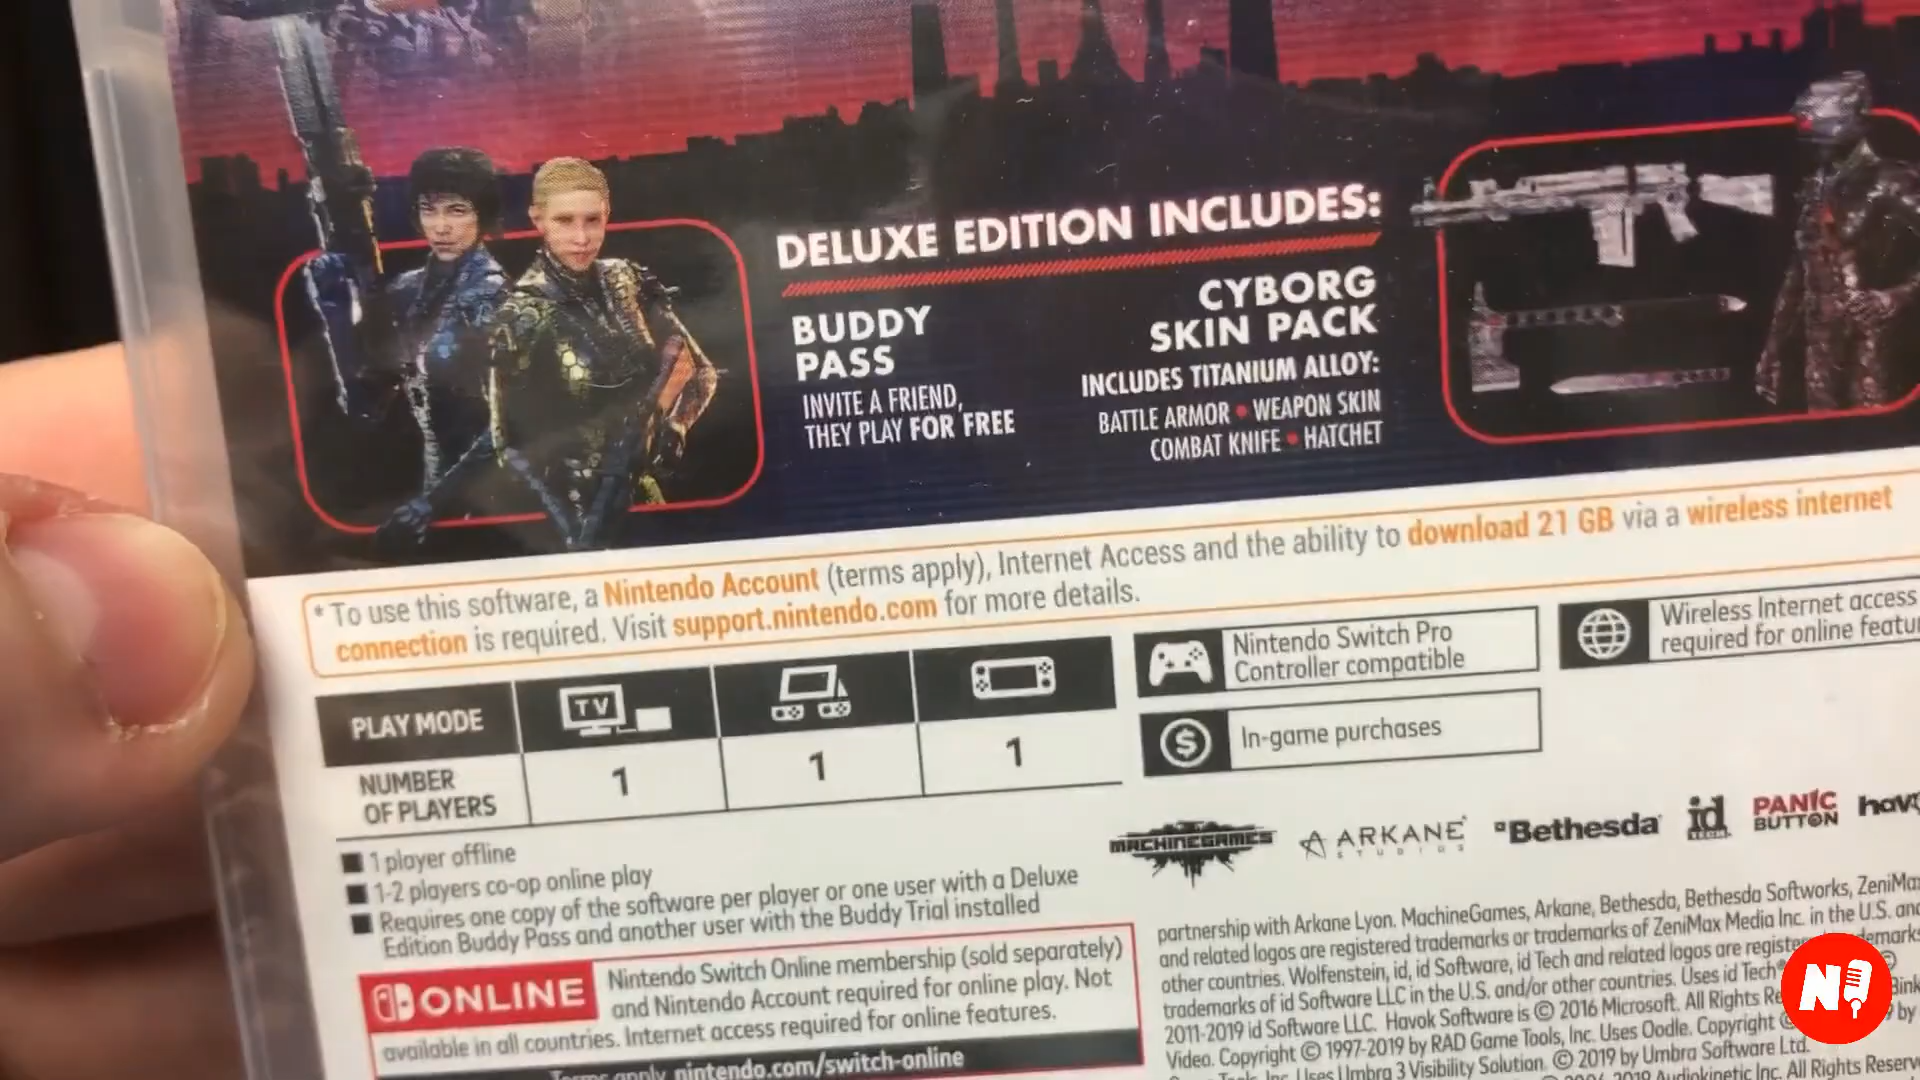 DELUXE EDITION INCLUDES:
BUDDY
PASS
INVITE A FRIEND,
THEY PLAY FOR FREE
CYBORG
SKIN PACK
INCLUDES TITANIUM ALLOY:
BATTLE ARMOR • WEAPON SKIN
COMBAT KNIFE • HATCHET
* To use this software, a Nintendo Account (terms apply), Internet Access and the ability to download 21 GB via a wireless internet
connection is required. Visit support.nintendo.com for more details.
PLAY MODE
TV
NUMBER
OF PLAYERS
1
1
1
Nintendo Switch Pro
Controller compatible
Wireless Internet access
required for online
In-game purchases
■ 1 player offline
■ 1-2 players co-op online play
■ Requires one copy of the software per player or one user with a Deluxe
Edition Buddy Pass and another user with the Buddy Trial installed
ONLINE
Nintendo Switch Online membership (sold separately)
and Nintendo Account required for online play. Not
available in all countries. Internet access required for online features.
Terms apply. nintendo.com/switch-online
MACHINEGAMES
ARKANE
STUDIOS
Bethesda
id
TECH
PANIC
BUTTON
partnership with Arkane Lyon. MachineGames, Arkane, Bethesda, Bethesda Softworks, ZeniMax
and related logos are registered trademarks or trademarks of ZeniMax Media Inc. in the U.S. and
other countries. Wolfenstein, id, id Software, id Tech and related logos are
trademarks of id Software LLC in the U.S. and/or other countries. Uses id Tech®
2011-2019 id Software LLC. Havok Software is © 2016 Microsoft. All Rights
Video. Copyright © 1997-2019 by RAD Game Tools, Inc. Uses Oodle. Copyright
by
Uses Umbra 3 Visibility Solution. © 2019 by Umbra Software Ltd.
2019 Audiokinetic Inc. All Rights
N